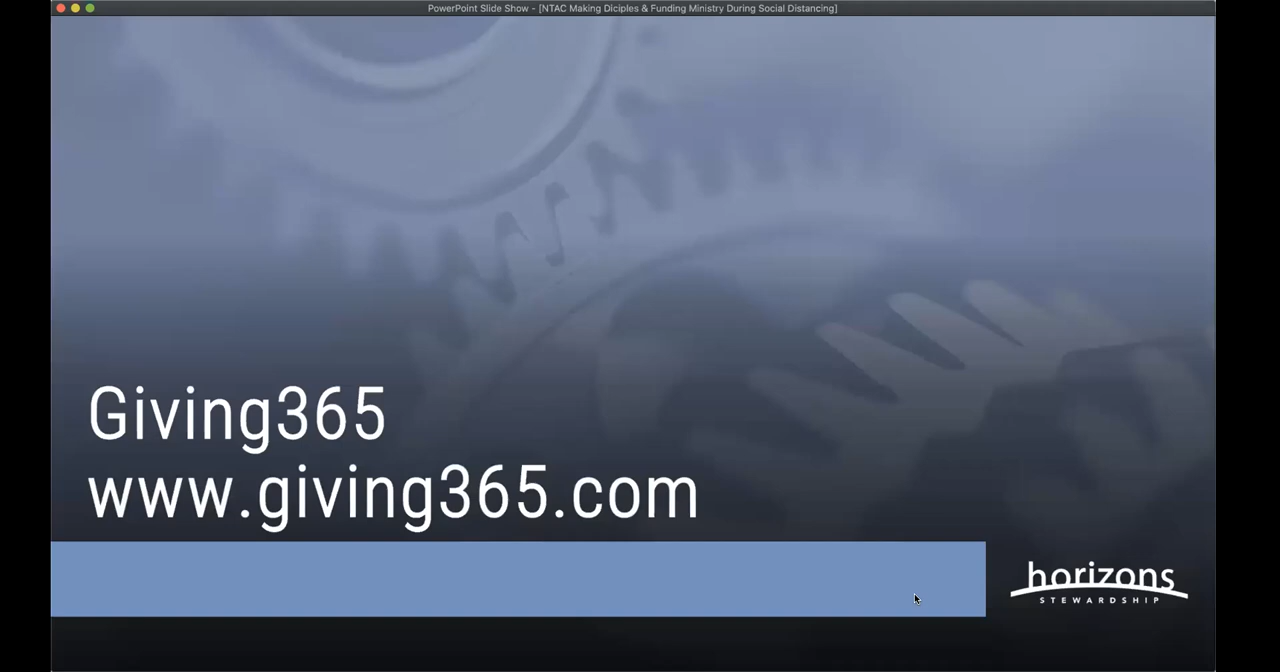 PowerPoint Slide Show - [NTAC Making Diciples & Funding Ministry During Social Distancing]
Giving365
www.giving365.com
horizons
STEWARDSHIP